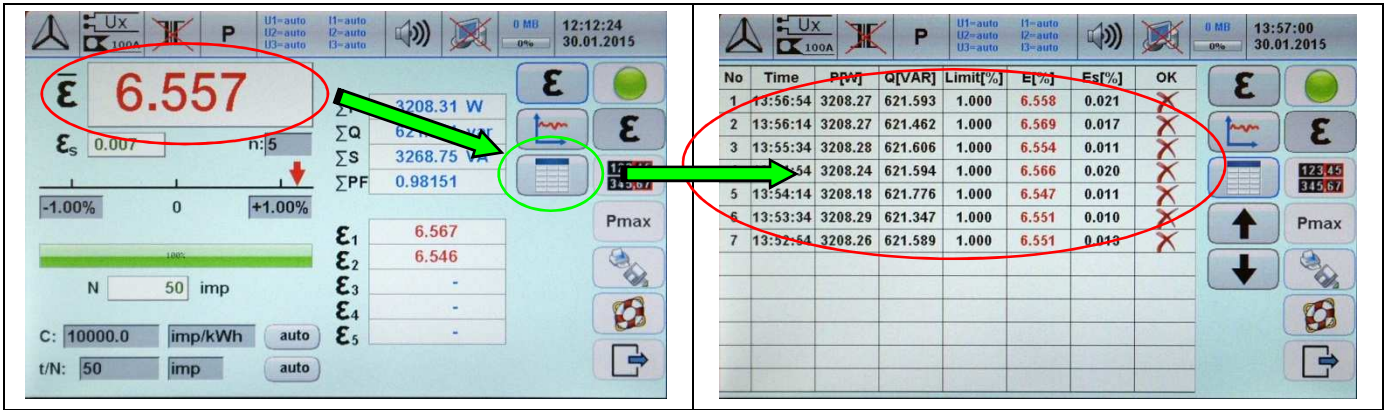 Ux
100A
P
U1=auto
U2=auto
U3=auto
I1=auto
I2=auto
I3=auto
0 MB
0%
12:12:24
30.01.2015
ε 6.557
εs 0.007 n: 5
-1.00% 0 +1.00%
100%
N 50 imp
C: 10000.0 imp/kWh auto
t/N: 50 imp auto
3208.31 W
∑Q
∑S 3268.75 VA
∑PF 0.98151
ε1 6.567
ε2 6.546
ε3 -
ε4 -
ε5 -
ε
ε
345 67
Pmax
Ux
100A
P
U1=auto
U2=auto
U3=auto
I1=auto
I2=auto
I3=auto
0 MB
0%
13:57:00
30.01.2015
No Time P[W] Q[VAR] Limit[%] E[%] Es[%] OK
1 13:56:54 3208.27 621.593 1.000 6.558 0.021
2 13:56:14 3208.27 621.462 1.000 6.569 0.017
3 13:55:34 3208.28 621.606 1.000 6.554 0.011
:54 3208.24 621.594 1.000 6.566 0.020
5 13:54:14 3208.18 621.776 1.000 6.547 0.011
6 13:53:34 3208.29 621.347 1.000 6.551 0.010
7 13:52:54 3208.26 621.589 1.000 6.551 0.013
ε
ε
123 45
345 67
Pmax